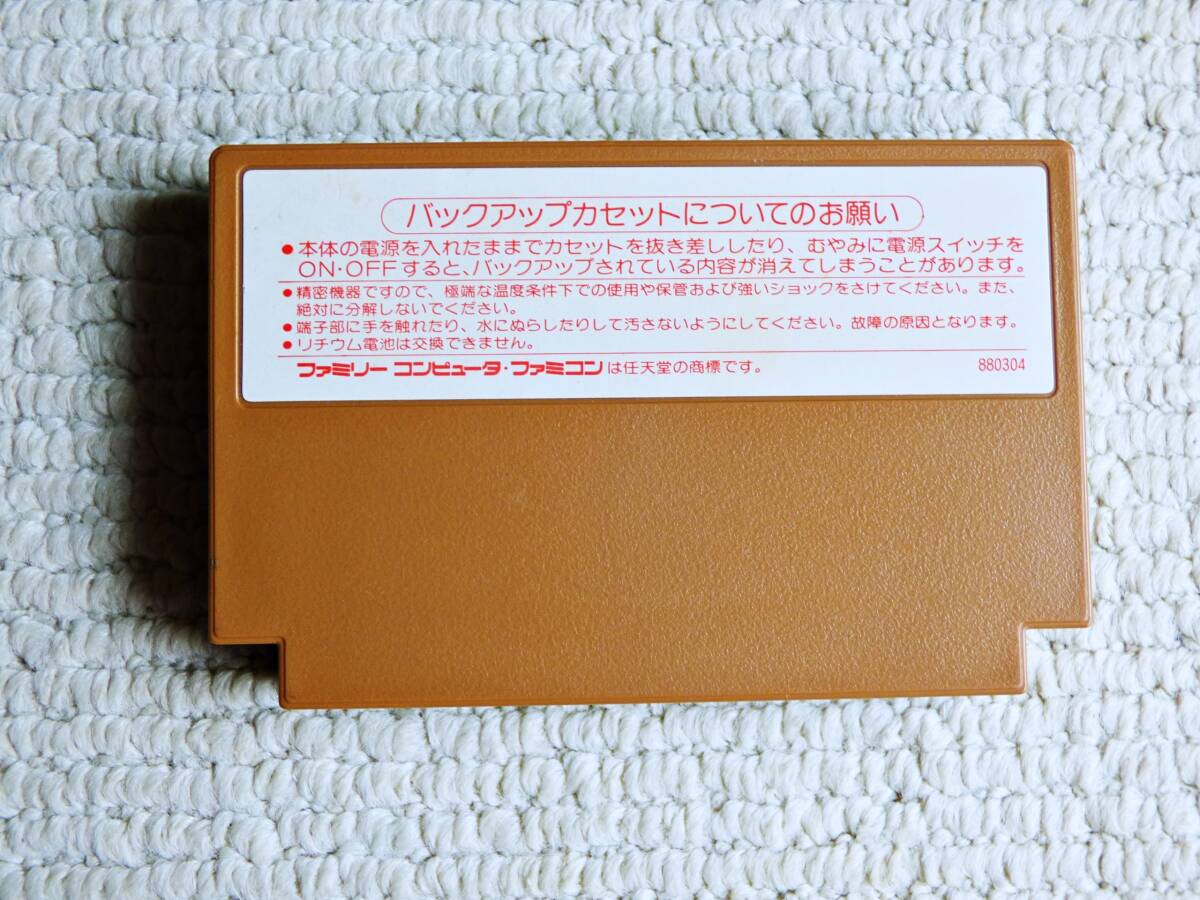 バックアップカセットについてのお願い
●本体の電源を入れたままでカセットを抜き差ししたり、むやみに電源スイッチを
ON・OFFすると、バックアップされている内容が消えてしまうことがあります。
●精密機器ですので、極端な温度条件下での使用や保管および強いショックをさけてください。また、
絶対に分解しないでください。
●端子部に手を触れたり、水にぬらしたりして汚さないようにしてください。故障の原因となります。
●リチウム電池は交換できません。
ファミリー コンピュータ・ファミコンは任天堂の商標です。 880304